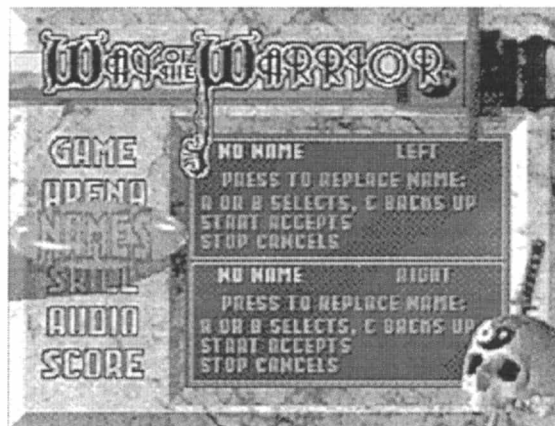 WAY OF THE WARRIOR
GAME
ARENA
NAMES
SKILL
AUDIO
SCORE
NO NAME LEFT
PRESS TO REPLACE NAME:
A OR B SELECTS, C BACKS UP
START ACCEPTS
STOP CANCELS
NO NAME RIGHT
PRESS TO REPLACE NAME:
A OR B SELECTS, C BACKS UP
START ACCEPTS
STOP CANCELS